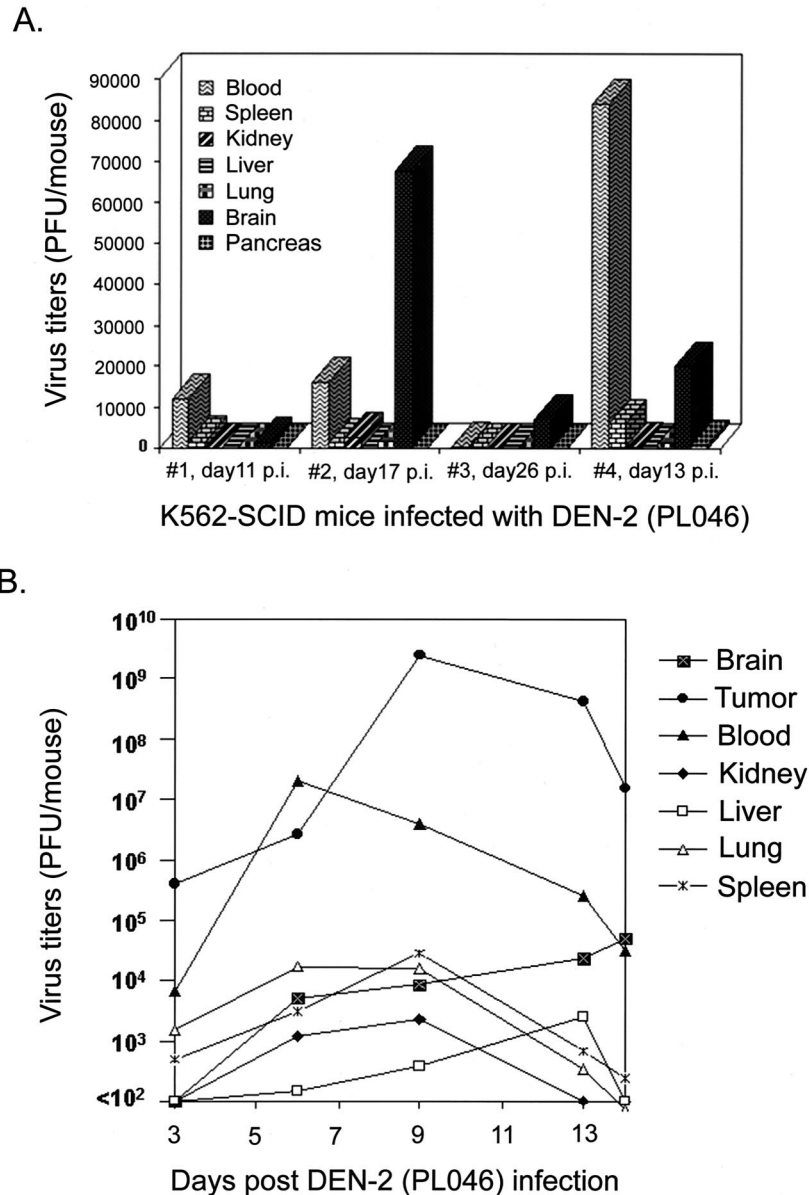 A.
Virus titers (PFU/mouse)
90000
80000
70000
60000
50000
40000
30000
20000
10000
0
Blood
Spleen
Kidney
Liver
Lung
Brain
Pancreas
#1, day11 p.i. #2, day17 p.i. #3, day26 p.i. #4, day13 p.i.
K562-SCID mice infected with DEN-2 (PL046)
B.
Virus titers (PFU/mouse)
10¹⁰
10⁹
10⁸
10⁷
10⁶
10⁵
10⁴
10³
<10²
3 5 7 9 11 13
Days post DEN-2 (PL046) infection
Brain
Tumor
Blood
Kidney
Liver
Lung
Spleen